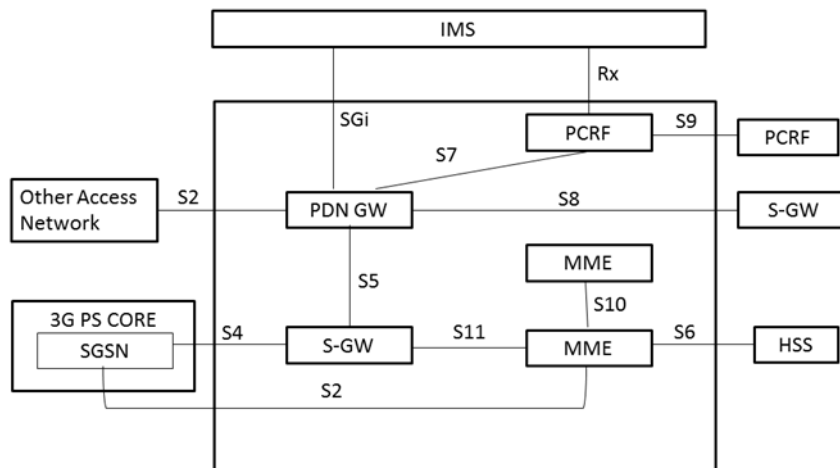 IMS
Rx
SGi
PCRF
S9
PCRF
S7
Other Access
Network
S2
PDN GW
S8
S-GW
MME
S5
S10
3G PS CORE
SGSN
S4
S-GW
S11
MME
S6
HSS
S2